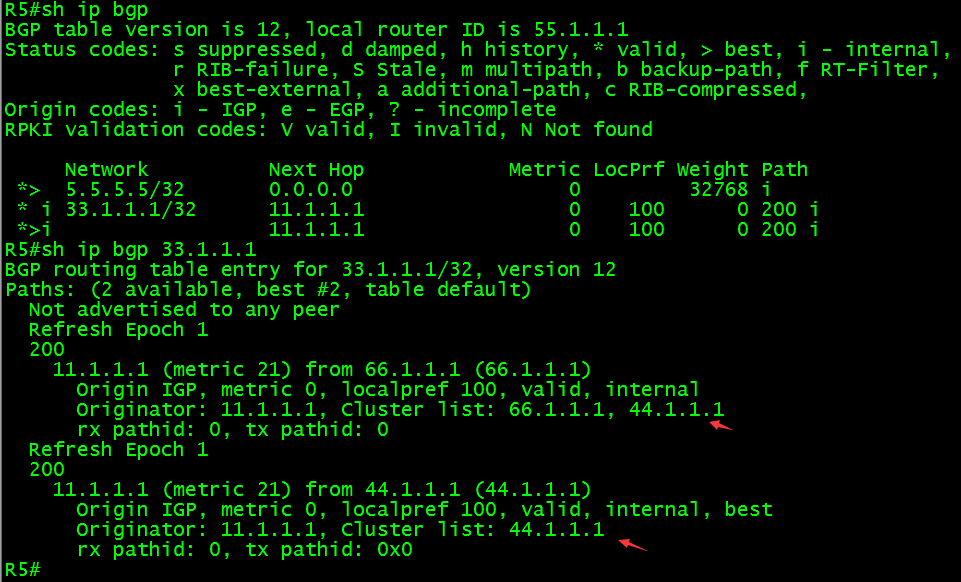 R5#sh ip bgp
BGP table version is 12, local router ID is 55.1.1.1
Status codes: s suppressed, d damped, h history, * valid, > best, i - internal,
              r RIB-failure, S Stale, m multipath, b backup-path, f RT-Filter,
              x best-external, a additional-path, c RIB-compressed,
Origin codes: i - IGP, e - EGP, ? - incomplete
RPKI validation codes: V valid, I invalid, N Not found
     Network          Next Hop            Metric LocPrf Weight Path
 *>  5.5.5.5/32       0.0.0.0                  0         32768 i
 * i 33.1.1.1/32      11.1.1.1                 0    100      0 200 i
 *>i                  11.1.1.1                 0    100      0 200 i
R5#sh ip bgp 33.1.1.1
BGP routing table entry for 33.1.1.1/32, version 12
Paths: (2 available, best #2, table default)
  Not advertised to any peer
  Refresh Epoch 1
  200
    11.1.1.1 (metric 21) from 66.1.1.1 (66.1.1.1)
      Origin IGP, metric 0, localpref 100, valid, internal
      Originator: 11.1.1.1, Cluster list: 66.1.1.1, 44.1.1.1
      rx pathid: 0, tx pathid: 0
  Refresh Epoch 1
  200
    11.1.1.1 (metric 21) from 44.1.1.1 (44.1.1.1)
      Origin IGP, metric 0, localpref 100, valid, internal, best
      Originator: 11.1.1.1, Cluster list: 44.1.1.1
      rx pathid: 0, tx pathid: 0x0
R5#